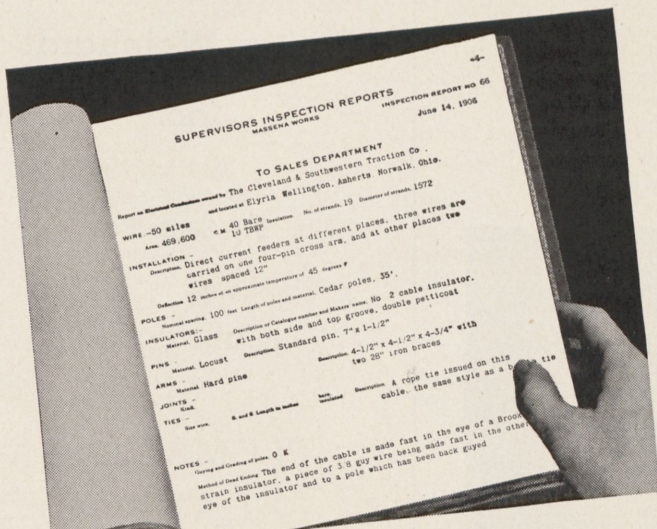 -4-
SUPERVISORS INSPECTION REPORTS
MASSENA WORKS
INSPECTION REPORT NO 66
June 14, 1906
TO SALES DEPARTMENT
Report on Electrical Conductors owned by The Cleveland & Southwestern Traction Co.
and located at Elyria Wellington, Amherts, Norwalk, Ohio.
WIRE -50 miles 40 Bare Insulation. No. of strands, 19 Diameter of strands, 1572
Area, 469,600 C M 10 TBWP
INSTALLATION -
Description, Direct current feeders at different places, three wires are
carried on one four-pin cross arm, and at other places two
wires spaced 12"
Deflection 12 inches at an approximate temperature of 45 degrees F
POLES -
Nominal spacing, 100 feet Length of poles and material, Cedar poles, 35'.
INSULATORS:-
Material, Glass Description of Catalogue number and Makers' name, No 2 cable insulator,
with both side and top groove, double petticoat
PINS -
Material, Locust Description, Standard pin, 7" x 1-1/2"
ARMS -
Material, Hard pine Description, 4-1/2" x 4-1/2" x 4-3/4" with
two 28" iron braces
JOINTS -
Kind,
TIES -
Size wire, B. and S. Length in inches bare insulated Description, A rope tie issued on this
cable, the same style as a tie
NOTES -
Guying and Grading of poles, O K
Method of Dead Ending The end of the cable is made fast in the eye of a Brook
strain insulator, a piece of 3.8 guy wire being made fast in the other
eye of the insulator and to a pole which has been back guyed